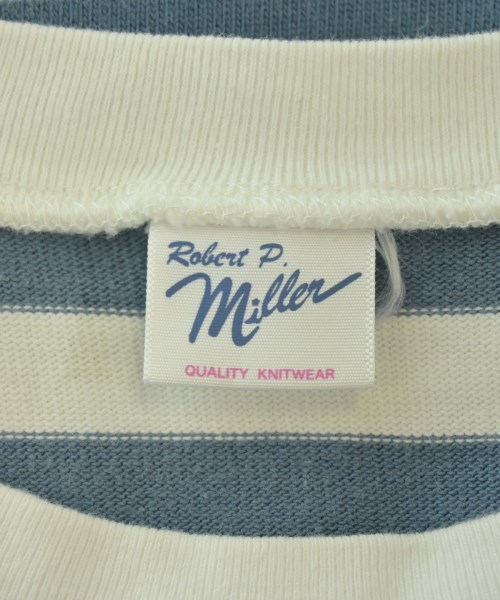 Robert P.
Miller
QUALITY KNITWEAR